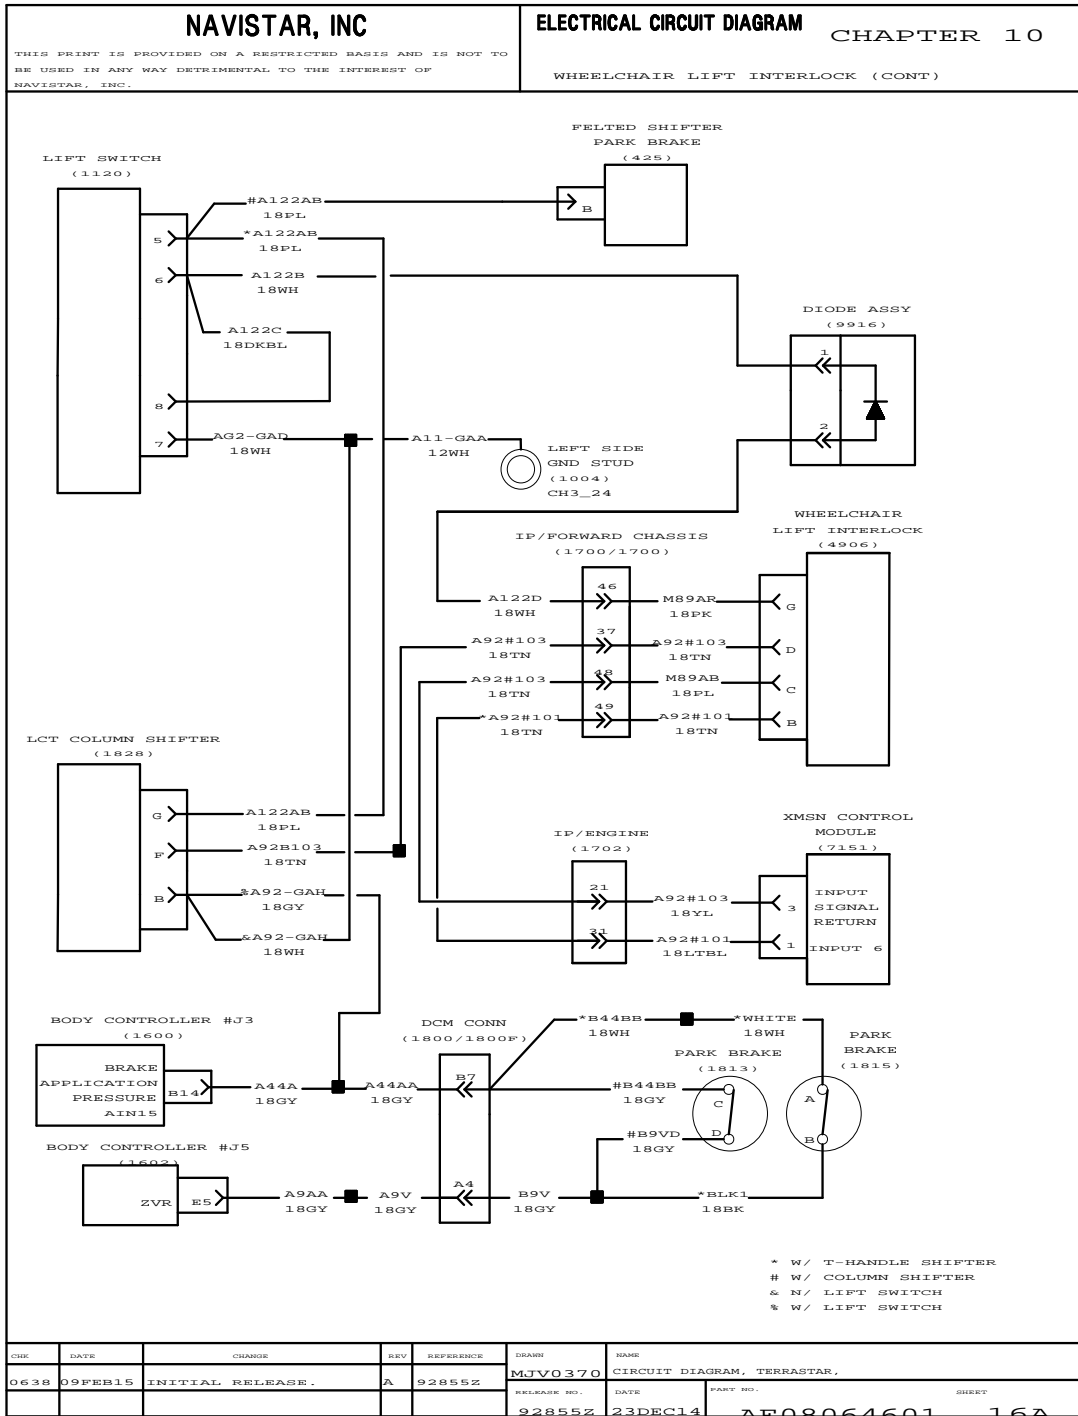 NAVISTAR, INC
THIS PRINT IS PROVIDED ON A RESTRICTED BASIS AND IS NOT TO
BE USED IN ANY WAY DETRIMENTAL TO THE INTEREST OF
NAVISTAR, INC.
ELECTRICAL CIRCUIT DIAGRAM
CHAPTER 10
WHEELCHAIR LIFT INTERLOCK (CONT)
FELTED SHIFTER
PARK BRAKE
(425)
B
LIFT SWITCH
(1120)
#A122AB
18PL
5
*A122AB
18PL
6
A122B
18WH
A122C
18DKBL
8
7
AG2-GAD
18WH
A11-GAA
12WH
LEFT SIDE
GND STUD
(1004)
CH3_24
DIODE ASSY
(9916)
1
2
IP/FORWARD CHASSIS
(1700/1700)
WHEELCHAIR
LIFT INTERLOCK
(4906)
A122D
18WH
46
M89AR
18PK
G
A92#103
18TN
37
A92#103
18TN
D
A92#103
18TN
48
M89AB
18PL
C
*A92#101
18TN
49
A92#101
18TN
B
LCT COLUMN SHIFTER
(1828)
G
A122AB
18PL
F
A92B103
18TN
B
%A92-GAH
18GY
&A92-GAH
18WH
IP/ENGINE
(1702)
XMSN CONTROL
MODULE
(7151)
21
A92#103
18YL
3
INPUT
SIGNAL
RETURN
31
A92#101
18LTBL
1
INPUT 6
BODY CONTROLLER #J3
(1600)
BRAKE
APPLICATION
PRESSURE
AIN15
B14
A44A
18GY
A44AA
18GY
DCM CONN
(1800/1800F)
B7
*B44BB
18WH
*WHITE
18WH
PARK BRAKE
(1813)
PARK
BRAKE
(1815)
#B44BB
18GY
C
D
A
B
#B9VD
18GY
BODY CONTROLLER #J5
(1602)
ZVR
E5
A9AA
18GY
A9V
18GY
A4
B9V
18GY
*BLK1
18BK
* W/ T-HANDLE SHIFTER
# W/ COLUMN SHIFTER
& N/ LIFT SWITCH
% W/ LIFT SWITCH
CHK DATE CHANGE REV REFERENCE
0638 09FEB15 INITIAL RELEASE. A 92855Z
DRAWN
MJV0370
NAME
CIRCUIT DIAGRAM, TERRASTAR,
RELEASE NO.
92855Z
DATE
23DEC14
PART NO.
AF08064601
SHEET
16A